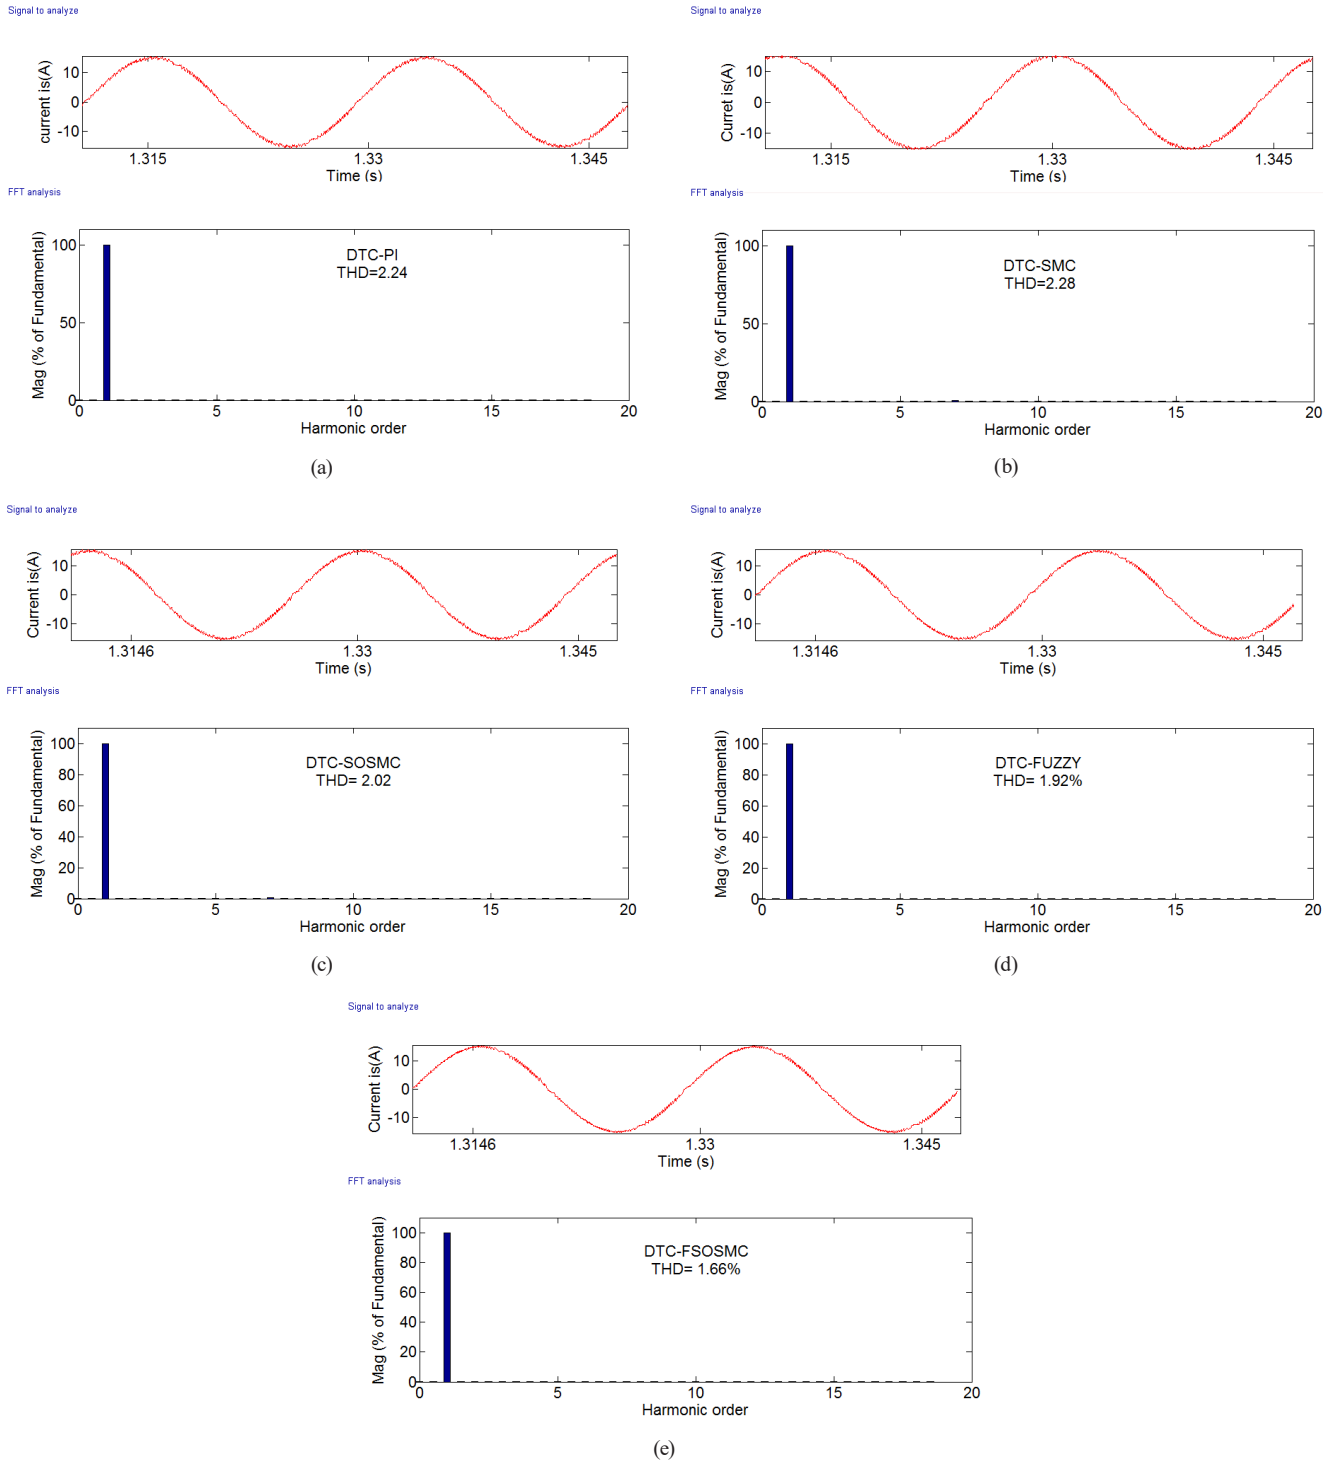 Signal to analyze
current is(A)
10
0
-10
1.315 1.33 1.345
Time (s)
FFT analysis
Mag (% of Fundamental)
100
50
0
DTC-PI
THD=2.24
0 5 10 15 20
Harmonic order
(a)
Signal to analyze
Curret is(A)
10
0
-10
1.315 1.33 1.345
Time (s)
FFT analysis
Mag (% of Fundamental)
100
50
0
DTC-SMC
THD=2.28
0 5 10 15 20
Harmonic order
(b)
Signal to analyze
Current is(A)
10
0
-10
1.3146 1.33 1.345
Time (s)
FFT analysis
Mag (% of Fundamental)
100
80
60
40
20
0
DTC-SOSMC
THD= 2.02
0 5 10 15 20
Harmonic order
(c)
Signal to analyze
Current is(A)
10
0
-10
1.3146 1.33 1.345
Time (s)
FFT analysis
Mag (% of Fundamental)
100
80
60
40
20
0
DTC-FUZZY
THD= 1.92%
0 5 10 15 20
Harmonic order
(d)
Signal to analyze
Current is(A)
10
0
-10
1.3146 1.33 1.345
Time (s)
FFT analysis
Mag (% of Fundamental)
100
80
60
40
20
0
DTC-FSOSMC
THD= 1.66%
0 5 10 15 20
Harmonic order
(e)